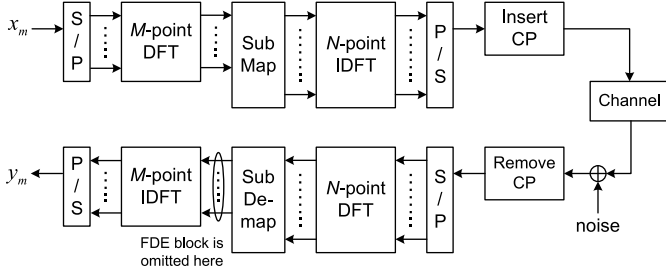 x_m
S / P
M-point DFT
Sub Map
N-point IDFT
P / S
Insert CP
Channel
noise
Remove CP
S / P
N-point DFT
Sub De- map
FDE block is omitted here
M-point IDFT
P / S
y_m